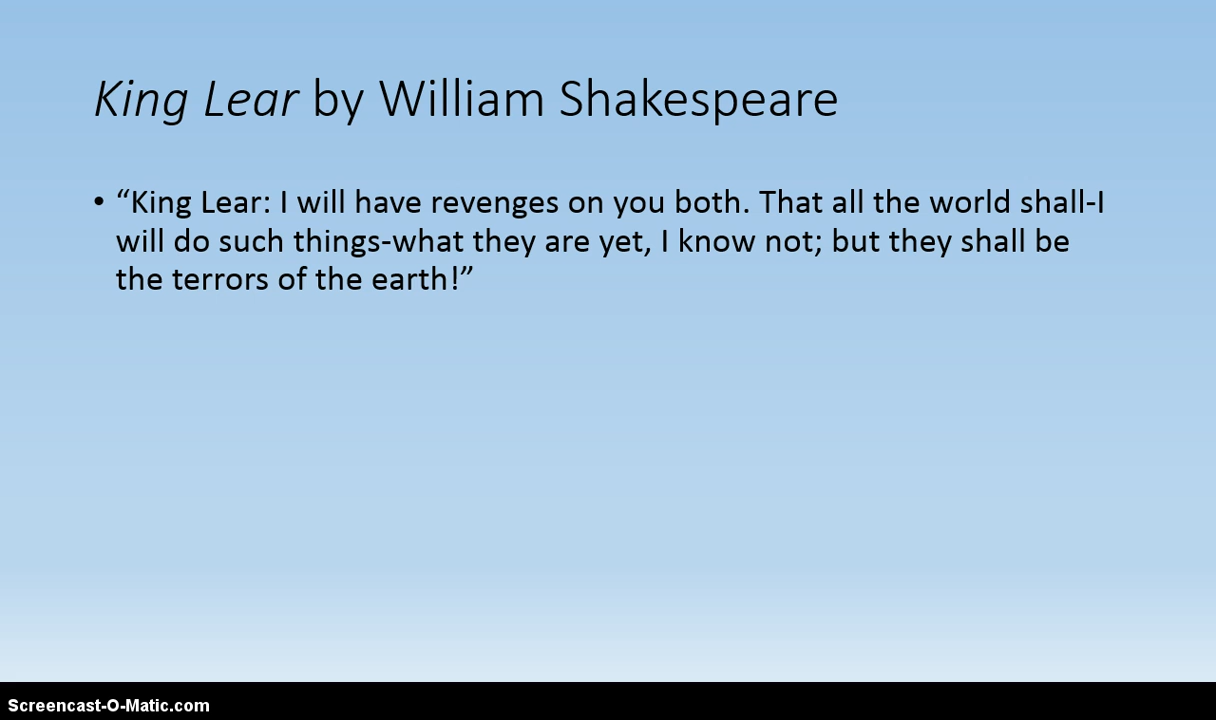 King Lear by William Shakespeare
• “King Lear: I will have revenges on you both. That all the world shall-I
will do such things-what they are yet, I know not; but they shall be
the terrors of the earth!”
Screencast-O-Matic.com